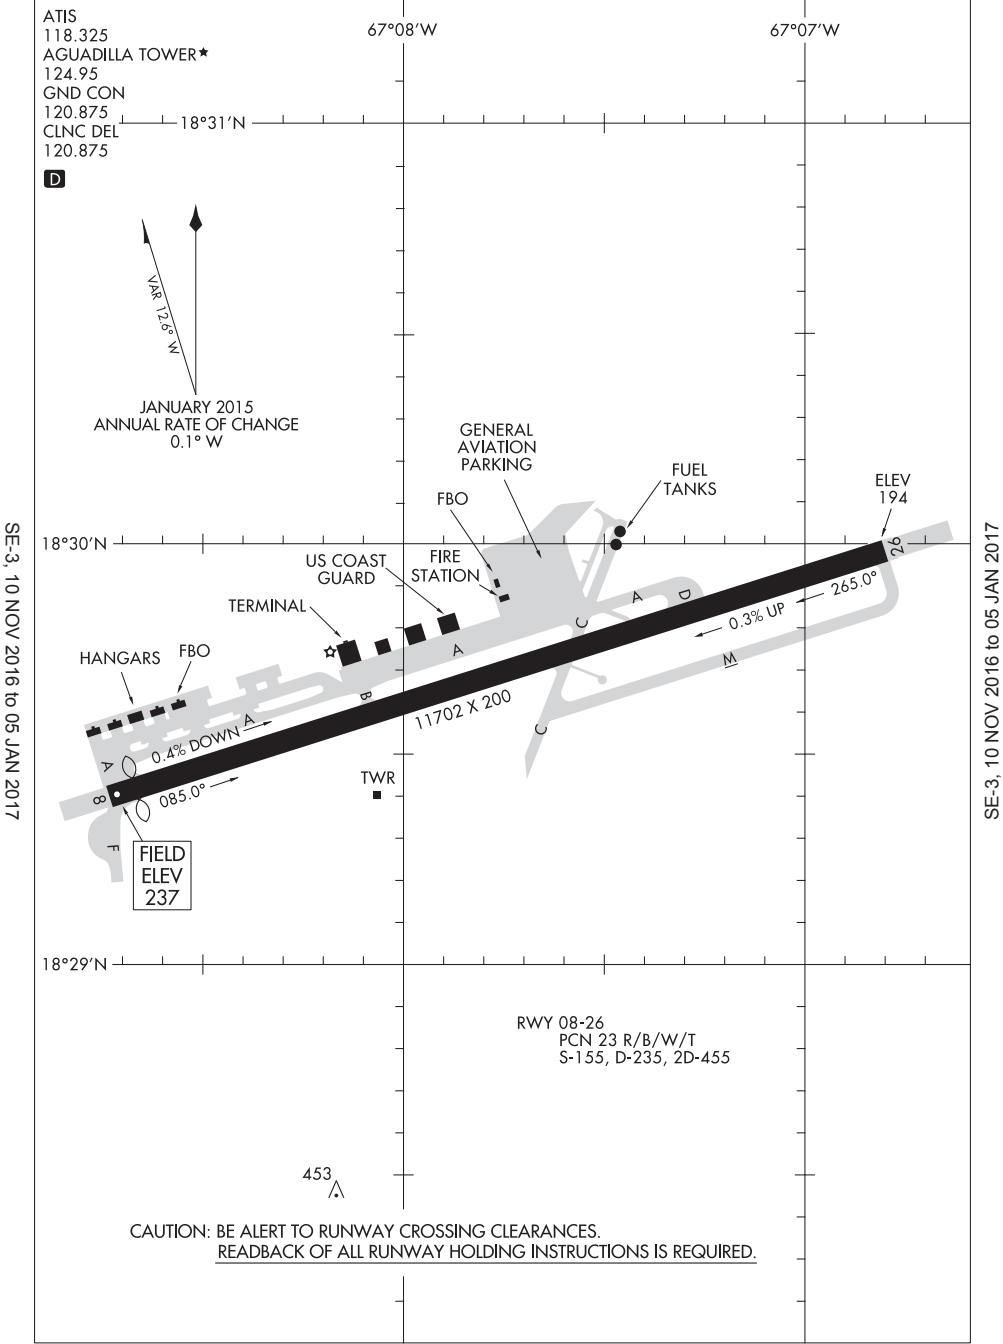 ATIS
118.325
AGUADILLA TOWER★
124.95
GND CON
120.875
CLNC DEL
120.875
D
67°08'W
67°07'W
18°31'N
VAR 12.6° W
JANUARY 2015
ANNUAL RATE OF CHANGE
0.1° W
GENERAL
AVIATION
PARKING
FUEL
TANKS
ELEV
194
FBO
18°30'N
US COAST
GUARD
FIRE
STATION
26
265.0°
0.3% UP
TERMINAL
A
D
C
HANGARS
FBO
A
M
B
11702 X 200
A
0.4% DOWN
C
A
TWR
8
085.0°
F
FIELD
ELEV
237
18°29'N
RWY 08-26
PCN 23 R/B/W/T
S-155, D-235, 2D-455
453
CAUTION: BE ALERT TO RUNWAY CROSSING CLEARANCES.
READBACK OF ALL RUNWAY HOLDING INSTRUCTIONS IS REQUIRED.
SE-3, 10 NOV 2016 to 05 JAN 2017
SE-3, 10 NOV 2016 to 05 JAN 2017